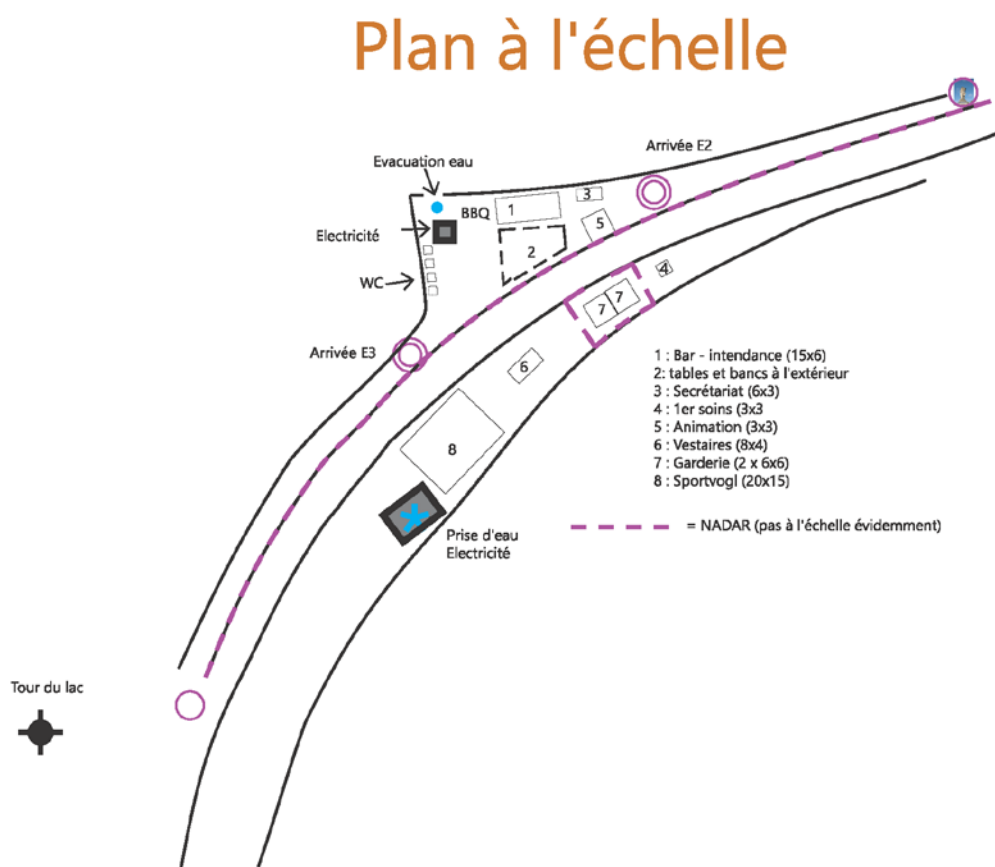 Plan à l'échelle
Arrivée E2
Evacuation eau
3
BBQ
1
5
Electricité
2
4
WC
7 7
Arrivée E3
6
1 : Bar - intendance (15x6)
2: tables et bancs à l'extérieur
3 : Secrétariat (6x3)
4 : 1er soins (3x3
5 : Animation (3x3)
6 : Vestaires (8x4)
7 : Garderie (2 x 6x6)
8 : Sportvogl (20x15)
8
= NADAR (pas à l'échelle évidemment)
Prise d'eau
Electricité
Tour du lac